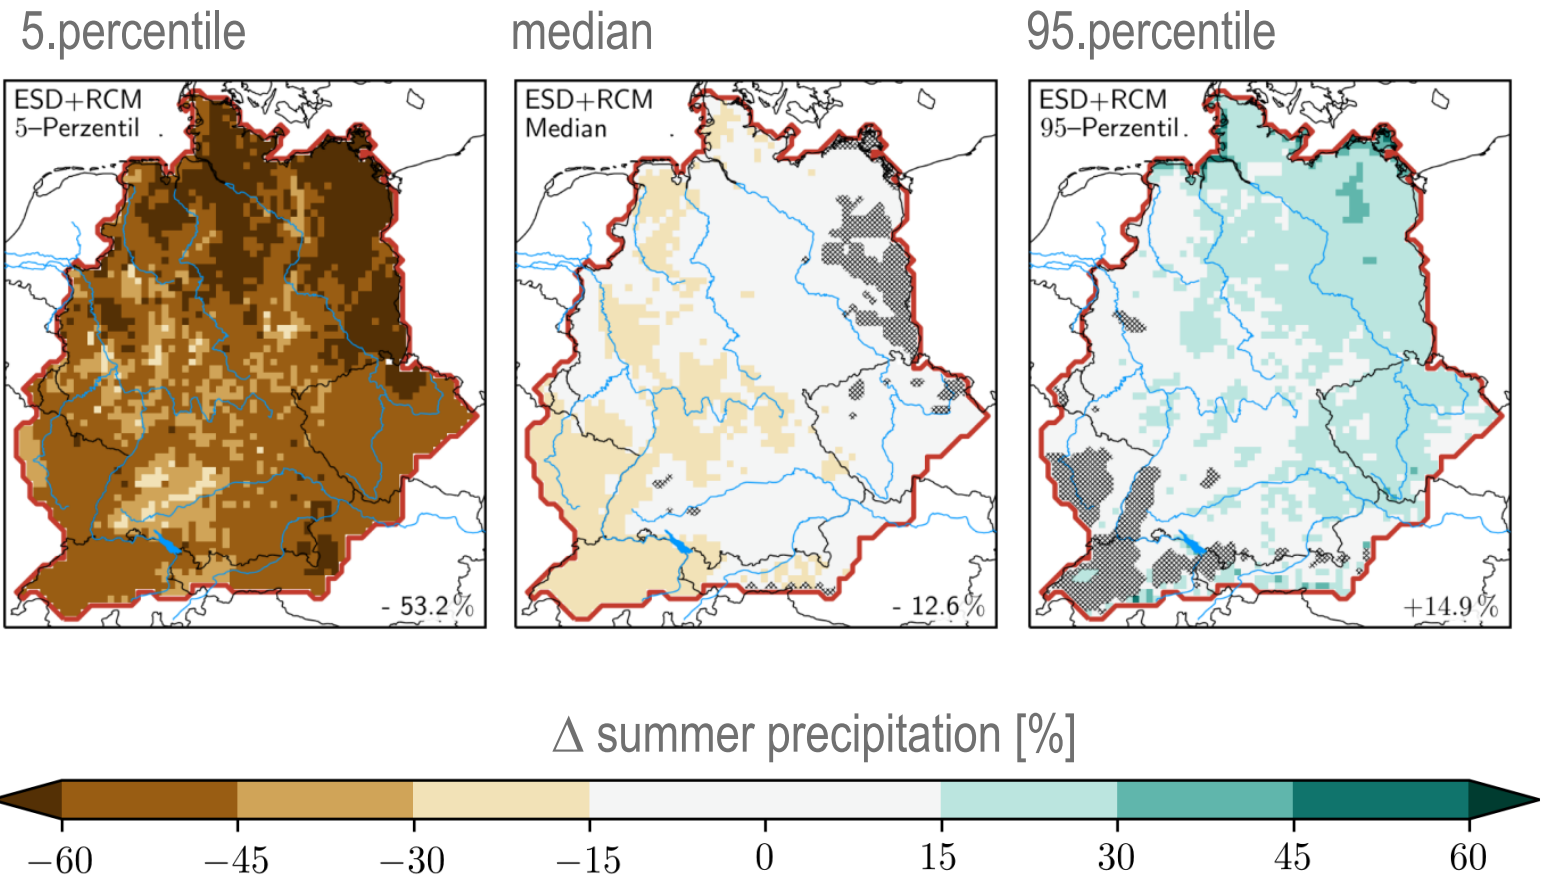 5.percentile
median
95.percentile
ESD+RCM
5–Perzentil .
ESD+RCM
Median .
ESD+RCM
95–Perzentil.
- 53.2%
- 12.6%
+14.9%
Δ summer precipitation [%]
−60 −45 −30 −15 0 15 30 45 60